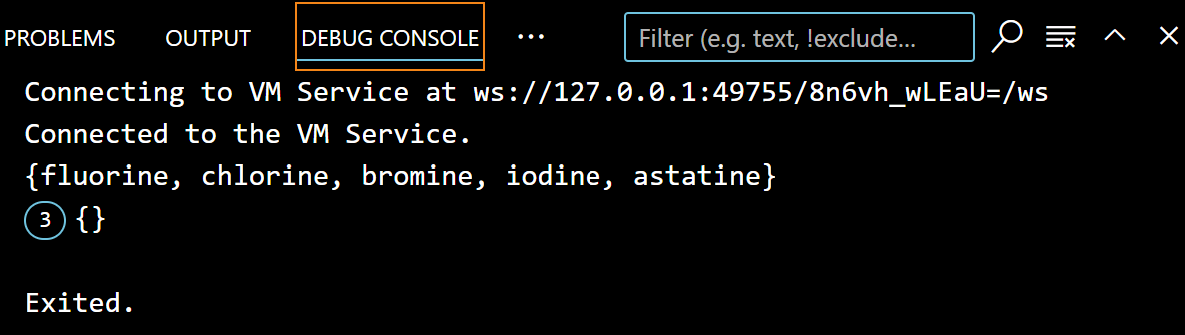 PROBLEMS OUTPUT DEBUG CONSOLE ... Filter (e.g. text, !exclude...
Connecting to VM Service at ws://127.0.0.1:49755/8n6vh_wLEaU=/ws
Connected to the VM Service.
{fluorine, chlorine, bromine, iodine, astatine}
3 {}
Exited.